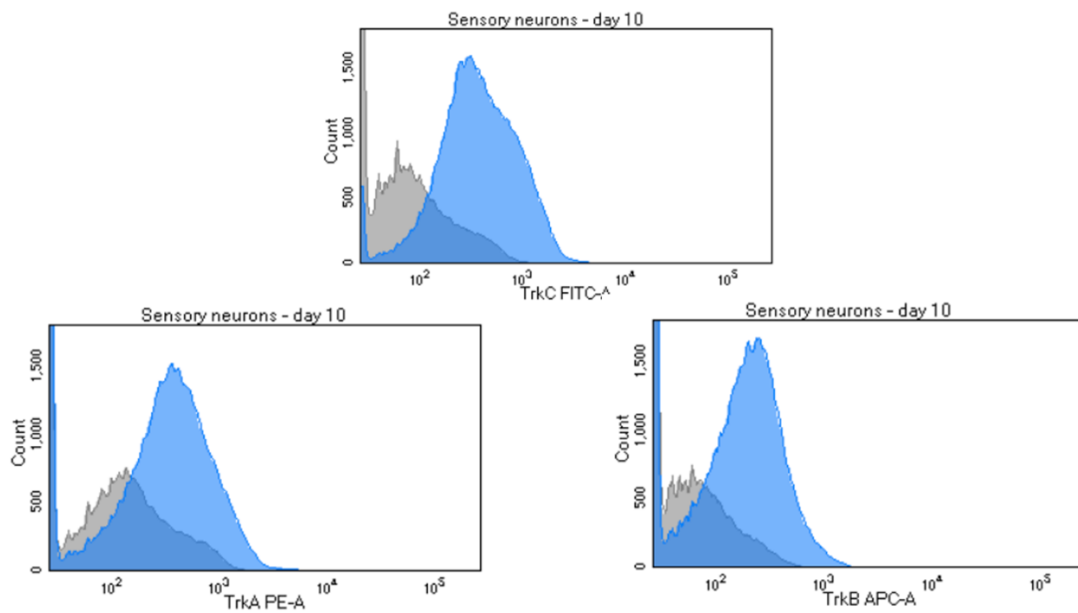 Sensory neurons - day 10
Count
0
500
1,000
1,500
10²
10³
10⁴
10⁵
TrkC FITC-A
Sensory neurons - day 10
Count
0
500
1,000
1,500
10²
10³
10⁴
10⁵
TrkA PE-A
Sensory neurons - day 10
Count
0
500
1,000
1,500
10²
10³
10⁴
10⁵
TrkB APC-A